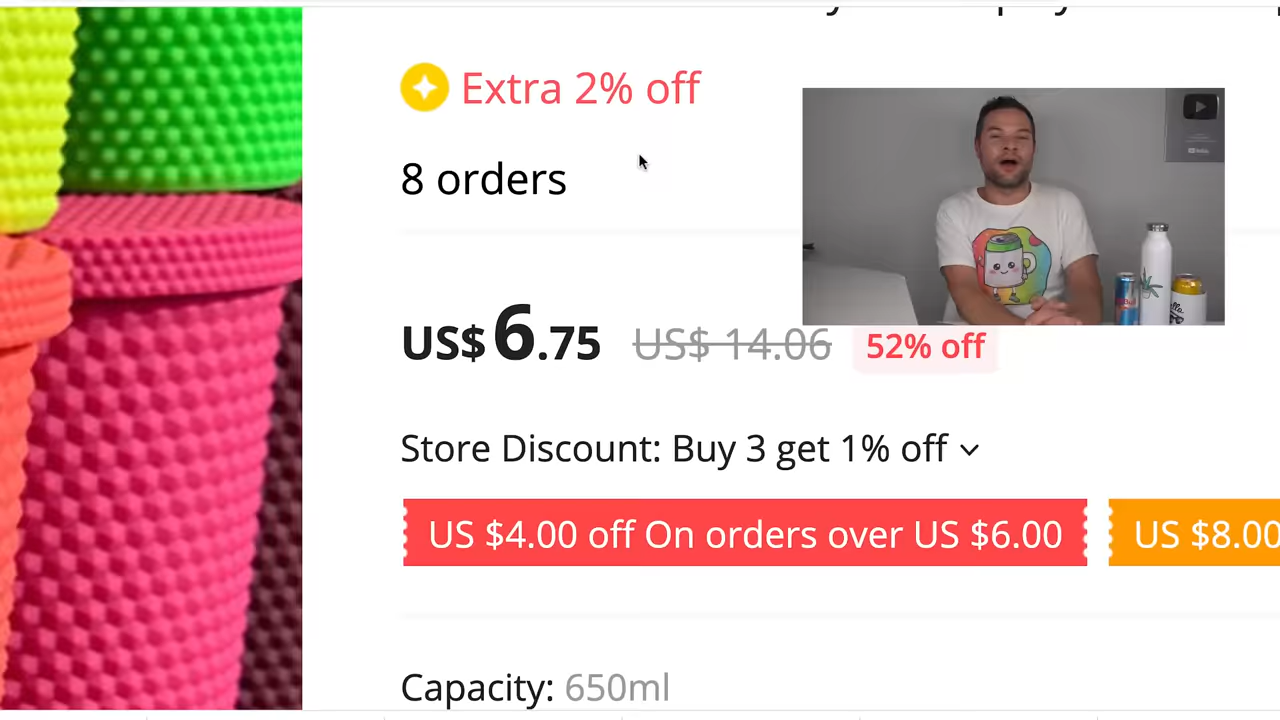 Extra 2% off
8 orders
US$ 6.75 US$ 14.06 52% off
Store Discount: Buy 3 get 1% off
US $4.00 off On orders over US $6.00 US $8.00
Capacity: 650ml